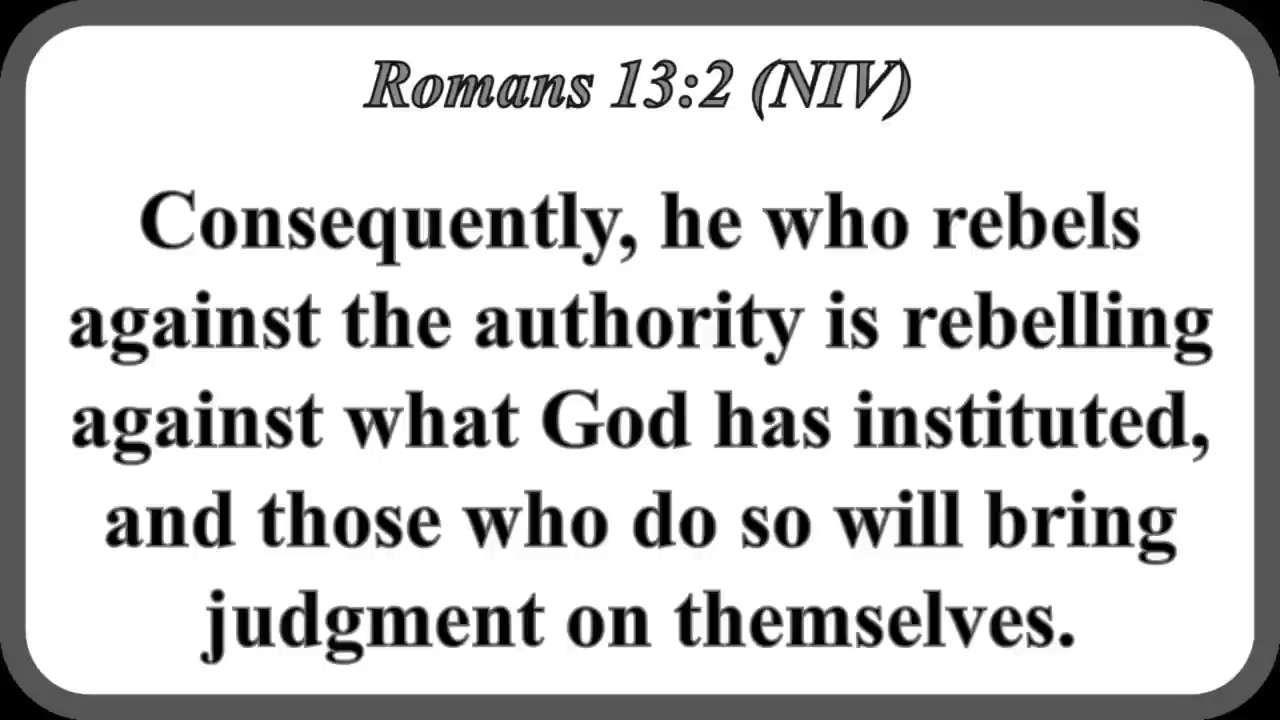 Romans 13:2 (NIV)
Consequently, he who rebels
against the authority is rebelling
against what God has instituted,
and those who do so will bring
judgment on themselves.